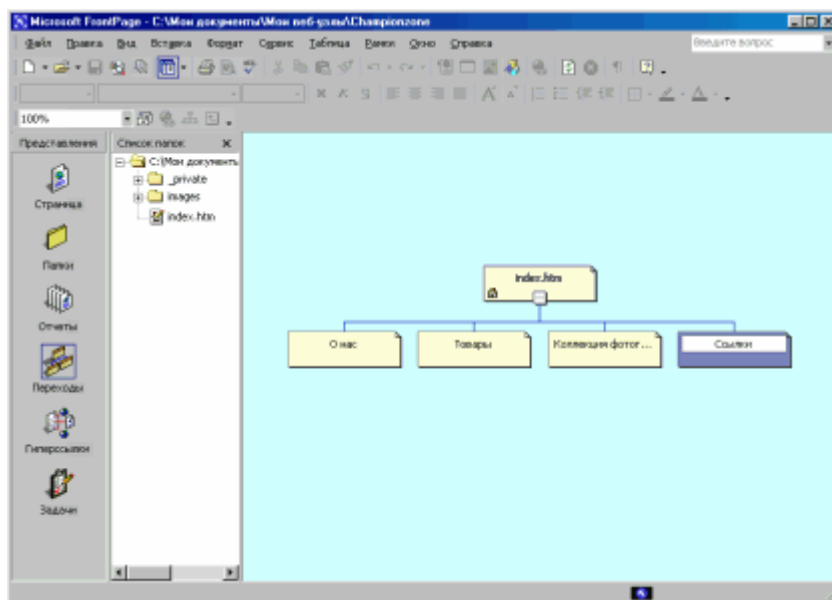 Microsoft FrontPage - C:\Мои документы\Мои веб-узлы\Championzone
Файл Правка Вид Вставка Формат Сервис Таблица Рамки Окно Справка
Введите вопрос
Ж К Ч
100%
Представления
Список папок
C:\Мои документы
_private
images
index.htm
Страница
Папки
Отчеты
Переходы
Гиперссылки
Задачи
index.htm
О нас
Товары
Коллекция фотог...
Ссылки